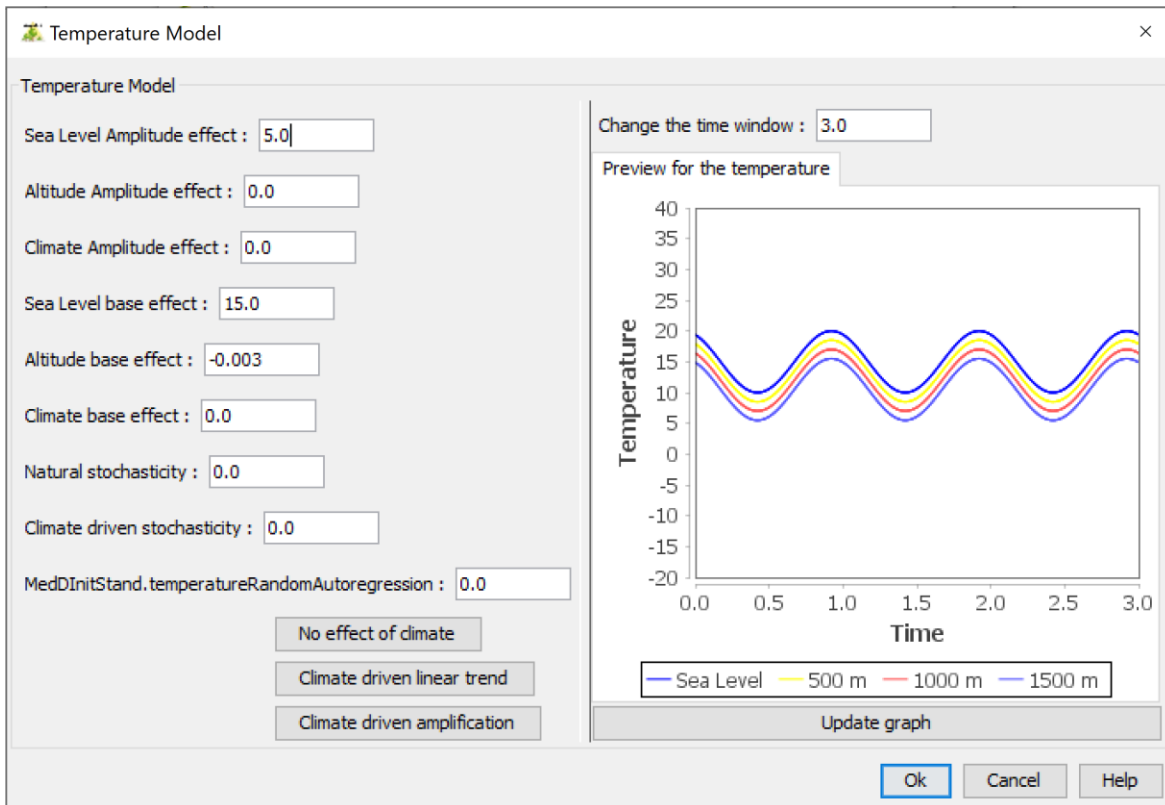 Temperature Model
Temperature Model
Sea Level Amplitude effect : 5.0
Altitude Amplitude effect : 0.0
Climate Amplitude effect : 0.0
Sea Level base effect : 15.0
Altitude base effect : -0.003
Climate base effect : 0.0
Natural stochasticity : 0.0
Climate driven stochasticity : 0.0
MedDInitStand.temperatureRandomAutoregression : 0.0
No effect of climate
Climate driven linear trend
Climate driven amplification
Change the time window : 3.0
Preview for the temperature
40
35
30
25
20
15
10
5
0
-5
-10
-15
-20
Temperature
0.0 0.5 1.0 1.5 2.0 2.5 3.0
Time
Sea Level 500 m 1000 m 1500 m
Update graph
Ok Cancel Help